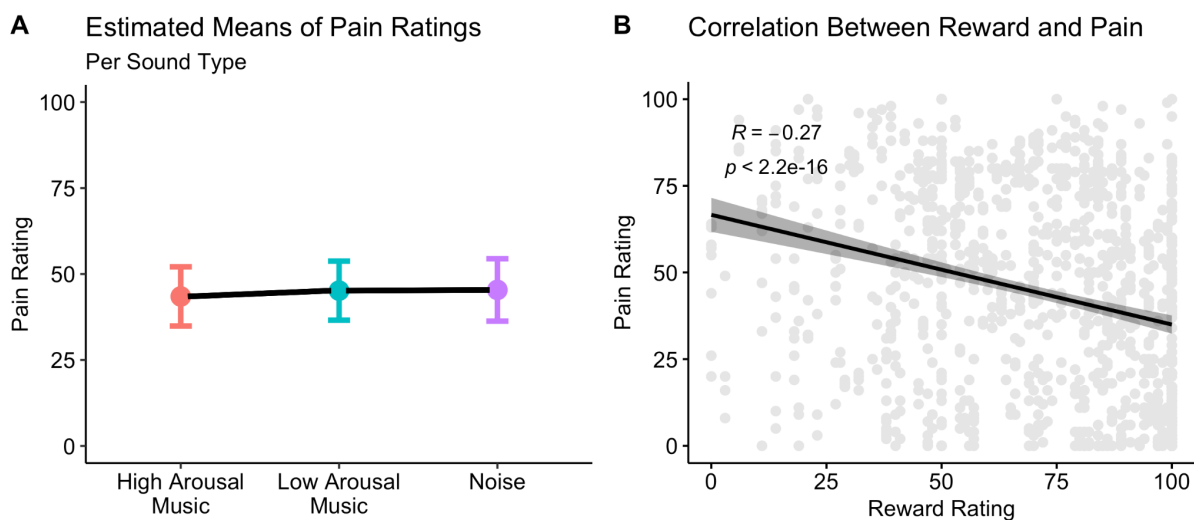 A
Estimated Means of Pain Ratings
Per Sound Type
Pain Rating
100
75
50
25
0
High Arousal
Music
Low Arousal
Music
Noise
B
Correlation Between Reward and Pain
Pain Rating
100
75
50
25
0
R = −0.27
p < 2.2e-16
0
25
50
75
100
Reward Rating